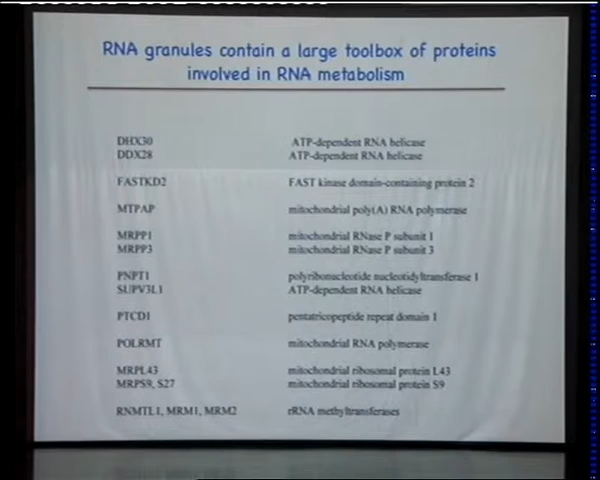 RNA granules contain a large toolbox of proteins
involved in RNA metabolism
DHX30 ATP-dependent RNA helicase
DDX28 ATP-dependent RNA helicase
FASTKD2 FAST kinase domain-containing protein 2
MTPAP mitochondrial poly(A) RNA polymerase
MRPP1 mitochondrial RNase P subunit 1
MRPP3 mitochondrial RNase P subunit 3
PNPT1 polyribonucleotide nucleotidyltransferase 1
SUPV3L1 ATP-dependent RNA helicase
PTCD1 pentatricopeptide repeat domain 1
POLRMT mitochondrial RNA polymerase
MRPL43 mitochondrial ribosomal protein L43
MRPS9, S27 mitochondrial ribosomal protein S9
RNMTL1, MRM1, MRM2 rRNA methyltransferases